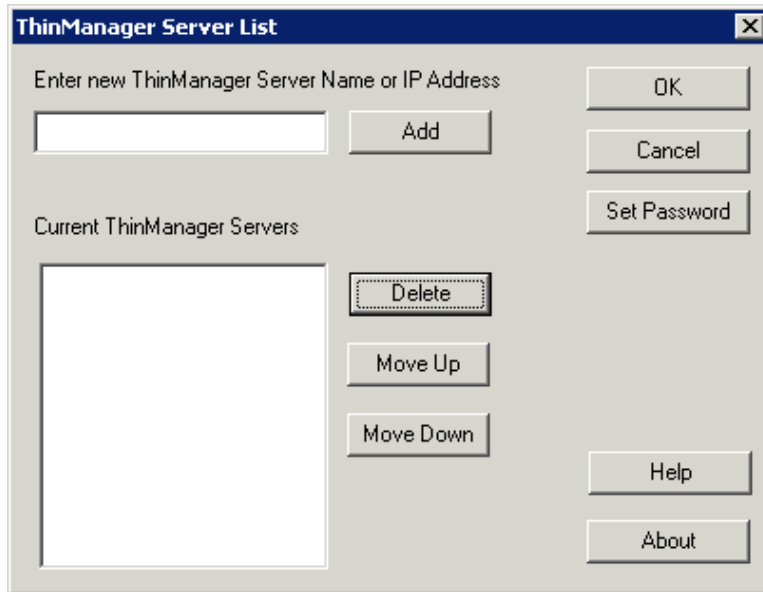 ThinManager Server List
Enter new ThinManager Server Name or IP Address
OK
Add
Cancel
Set Password
Current ThinManager Servers
Delete
Move Up
Move Down
Help
About